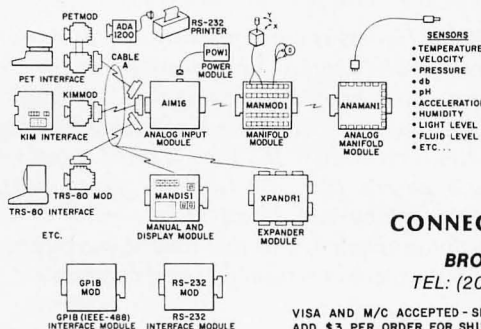 PETMOD
ADA 1200
RS-232 PRINTER
CABLE A
PET INTERFACE
POW1
POWER MODULE
KIMMOD
KIM INTERFACE
AIM16
ANALOG INPUT MODULE
X
Y
Z
MANMOD1
MANIFOLD MODULE
ANAMAN1
ANALOG MANIFOLD MODULE
SENSORS
• TEMPERATURE
• VELOCITY
• PRESSURE
• db
• pH
• ACCELERATION
• HUMIDITY
• LIGHT LEVEL
• FLUID LEVEL
• ETC...
TRS-80 MOD
TRS-80 INTERFACE
ETC.
MANDIS1
MANUAL AND DISPLAY MODULE
XPANDR1
EXPANDER MODULE
GPIB MOD
GPIB (IEEE-488) INTERFACE MODULE
RS-232 MOD
RS-232 INTERFACE MODULE
CONNEC
BRO
TEL: (20
VISA AND M/C ACCEPTED - S
ADD $3 PER ORDER FOR SHI